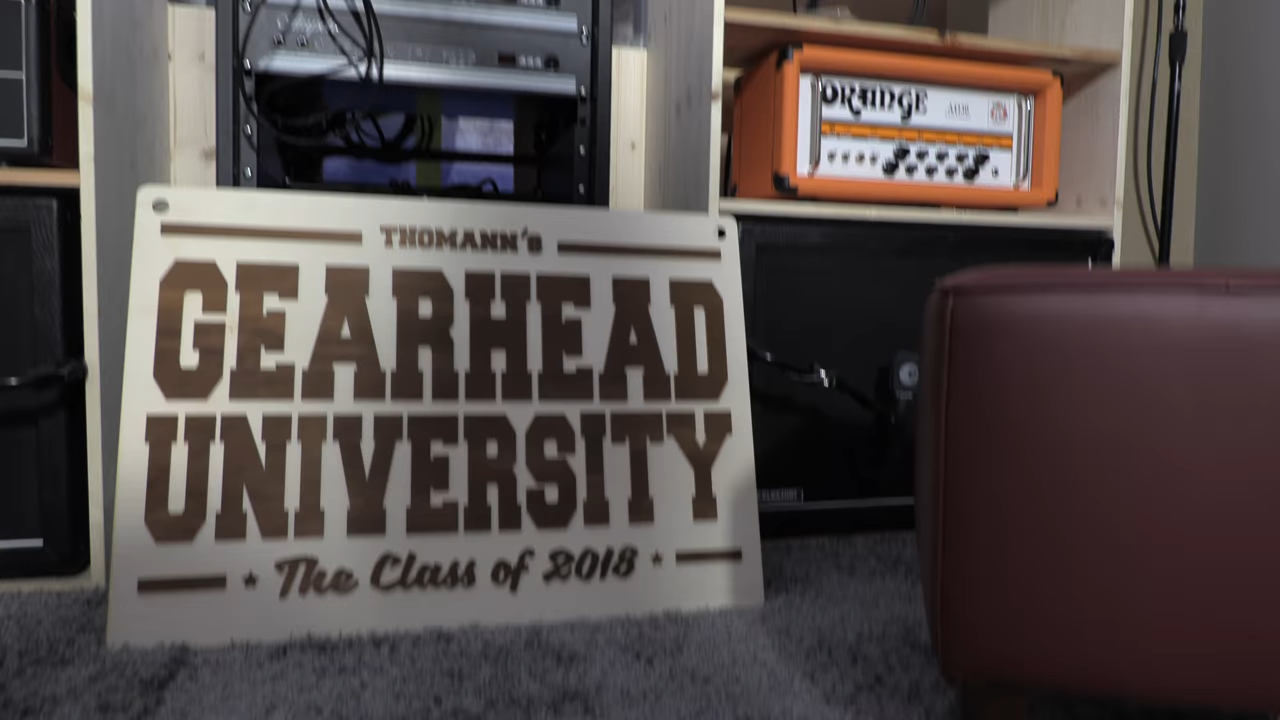 ORANGE
THOMANN'S
GEARHEAD
UNIVERSITY
The Class of 2018